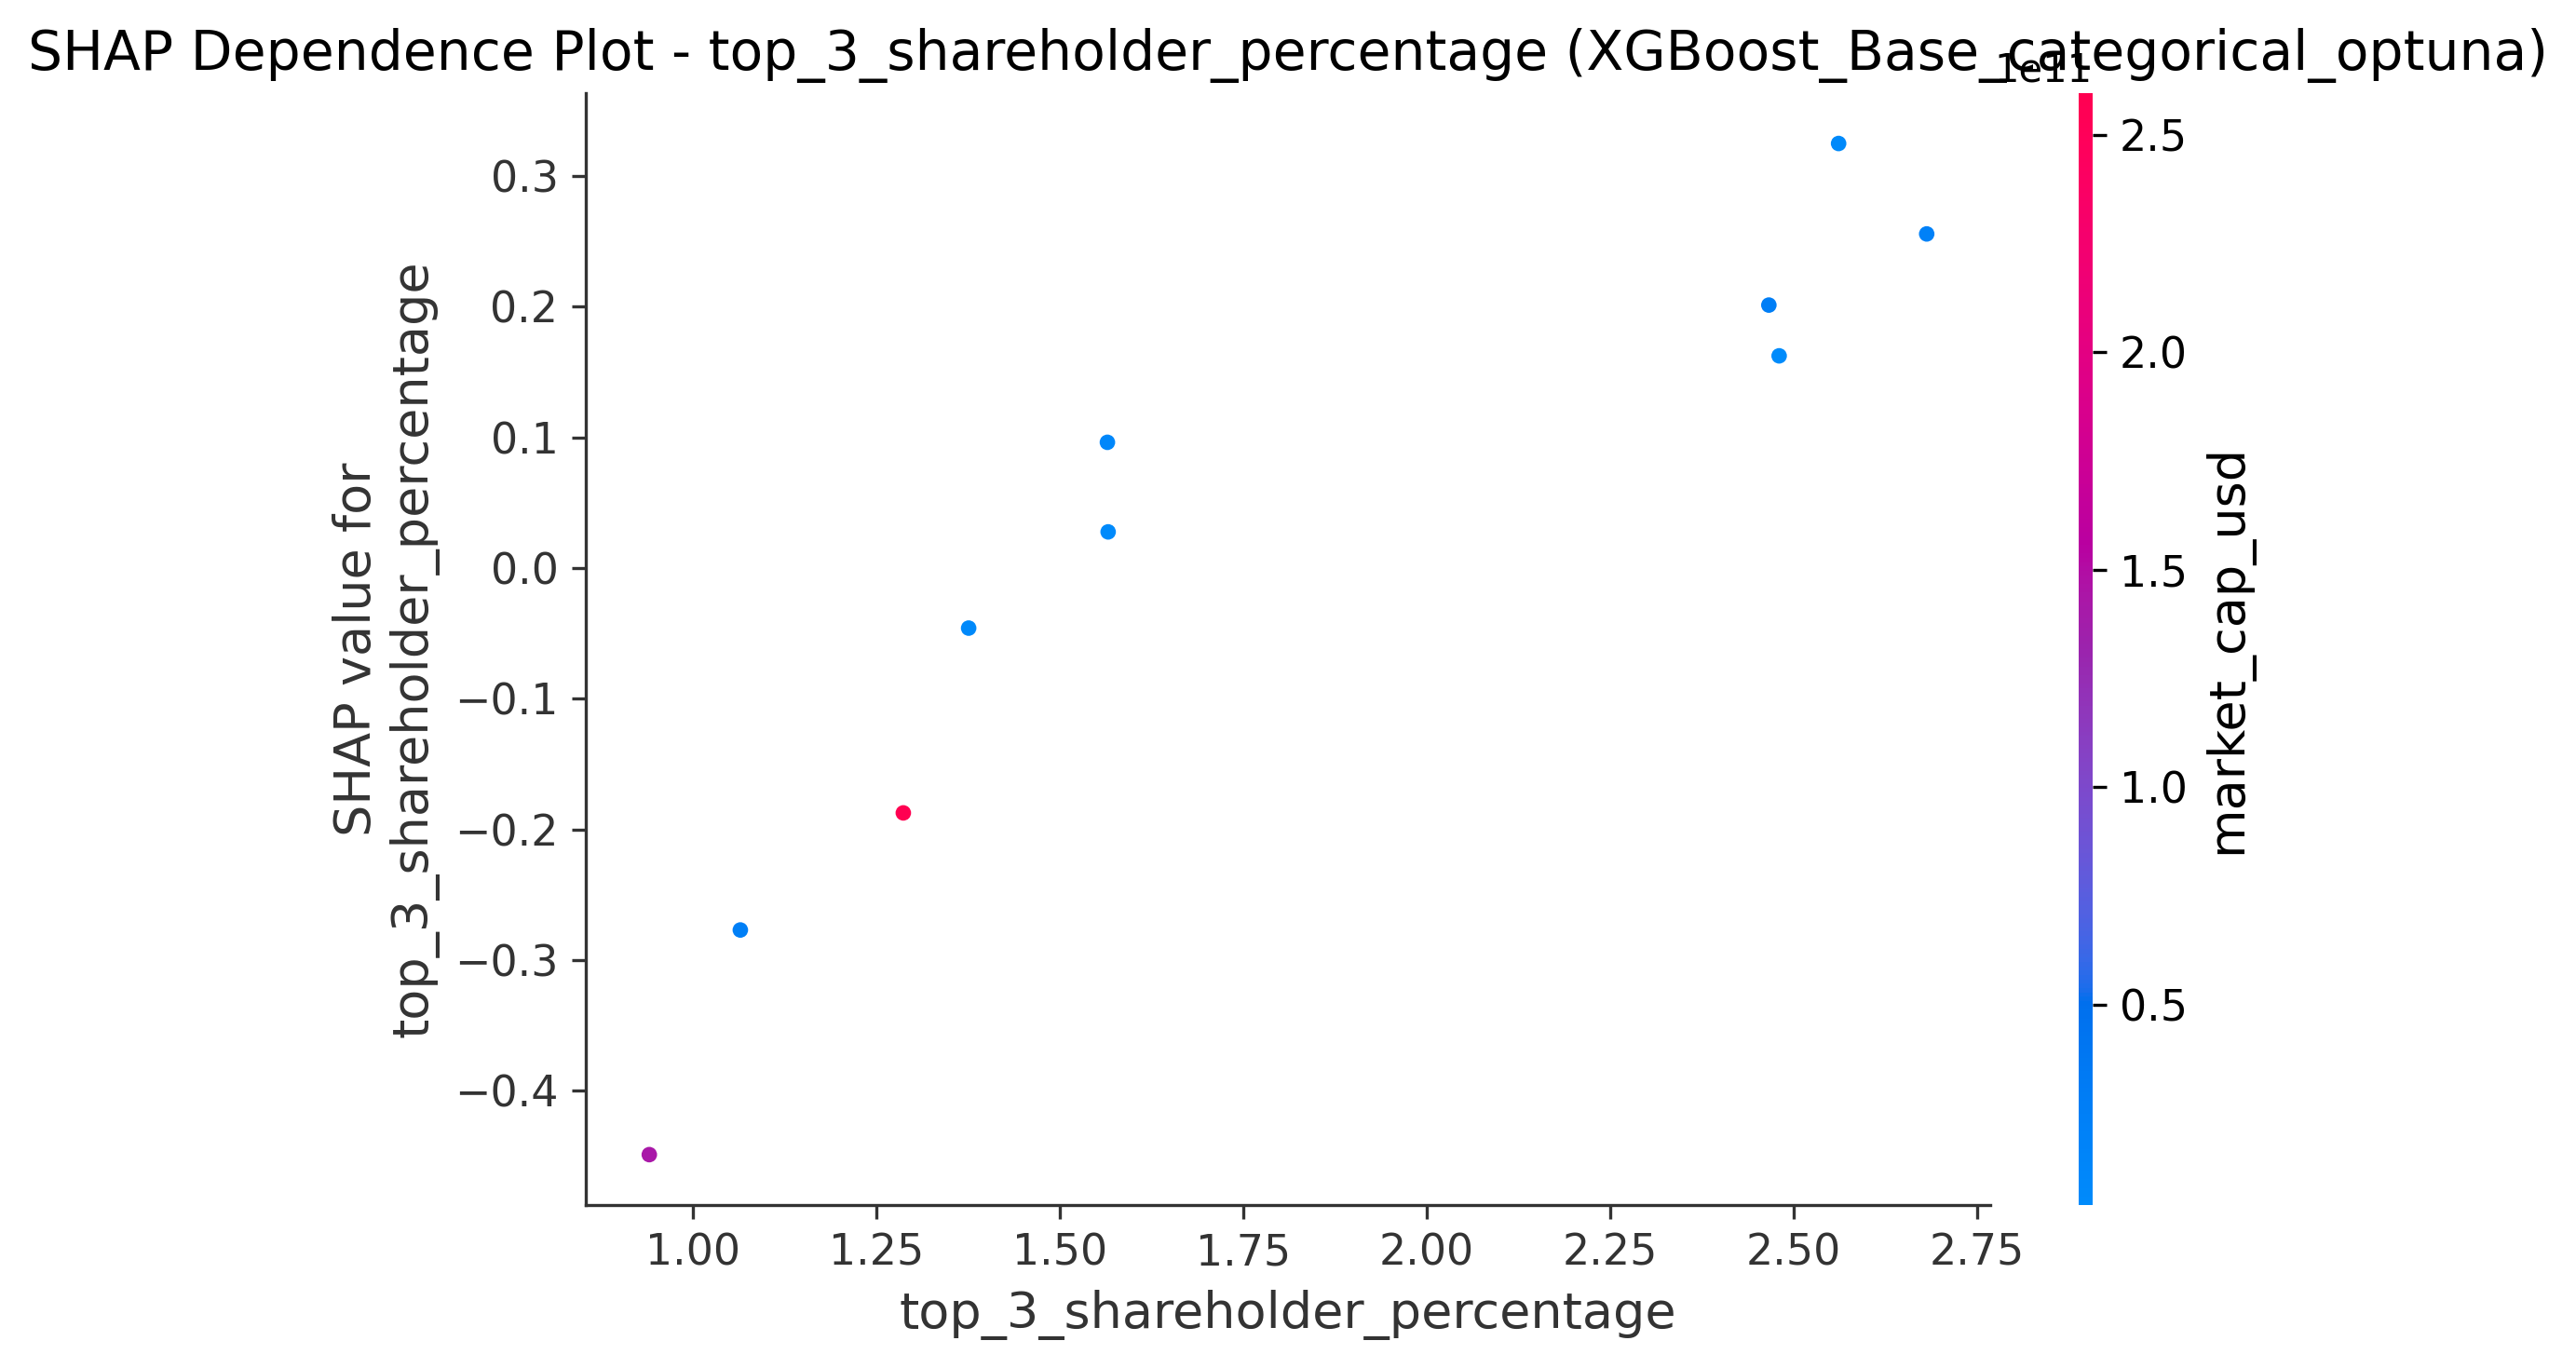 SHAP Dependence Plot - top_3_shareholder_percentage (XGBoost_Base_categorical_optuna)
1e11
0.3
0.2
0.1
0.0
−0.1
−0.2
−0.3
−0.4
SHAP value for
top_3_shareholder_percentage
1.00 1.25 1.50 1.75 2.00 2.25 2.50 2.75
top_3_shareholder_percentage
2.5
2.0
1.5
1.0
0.5
market_cap_usd